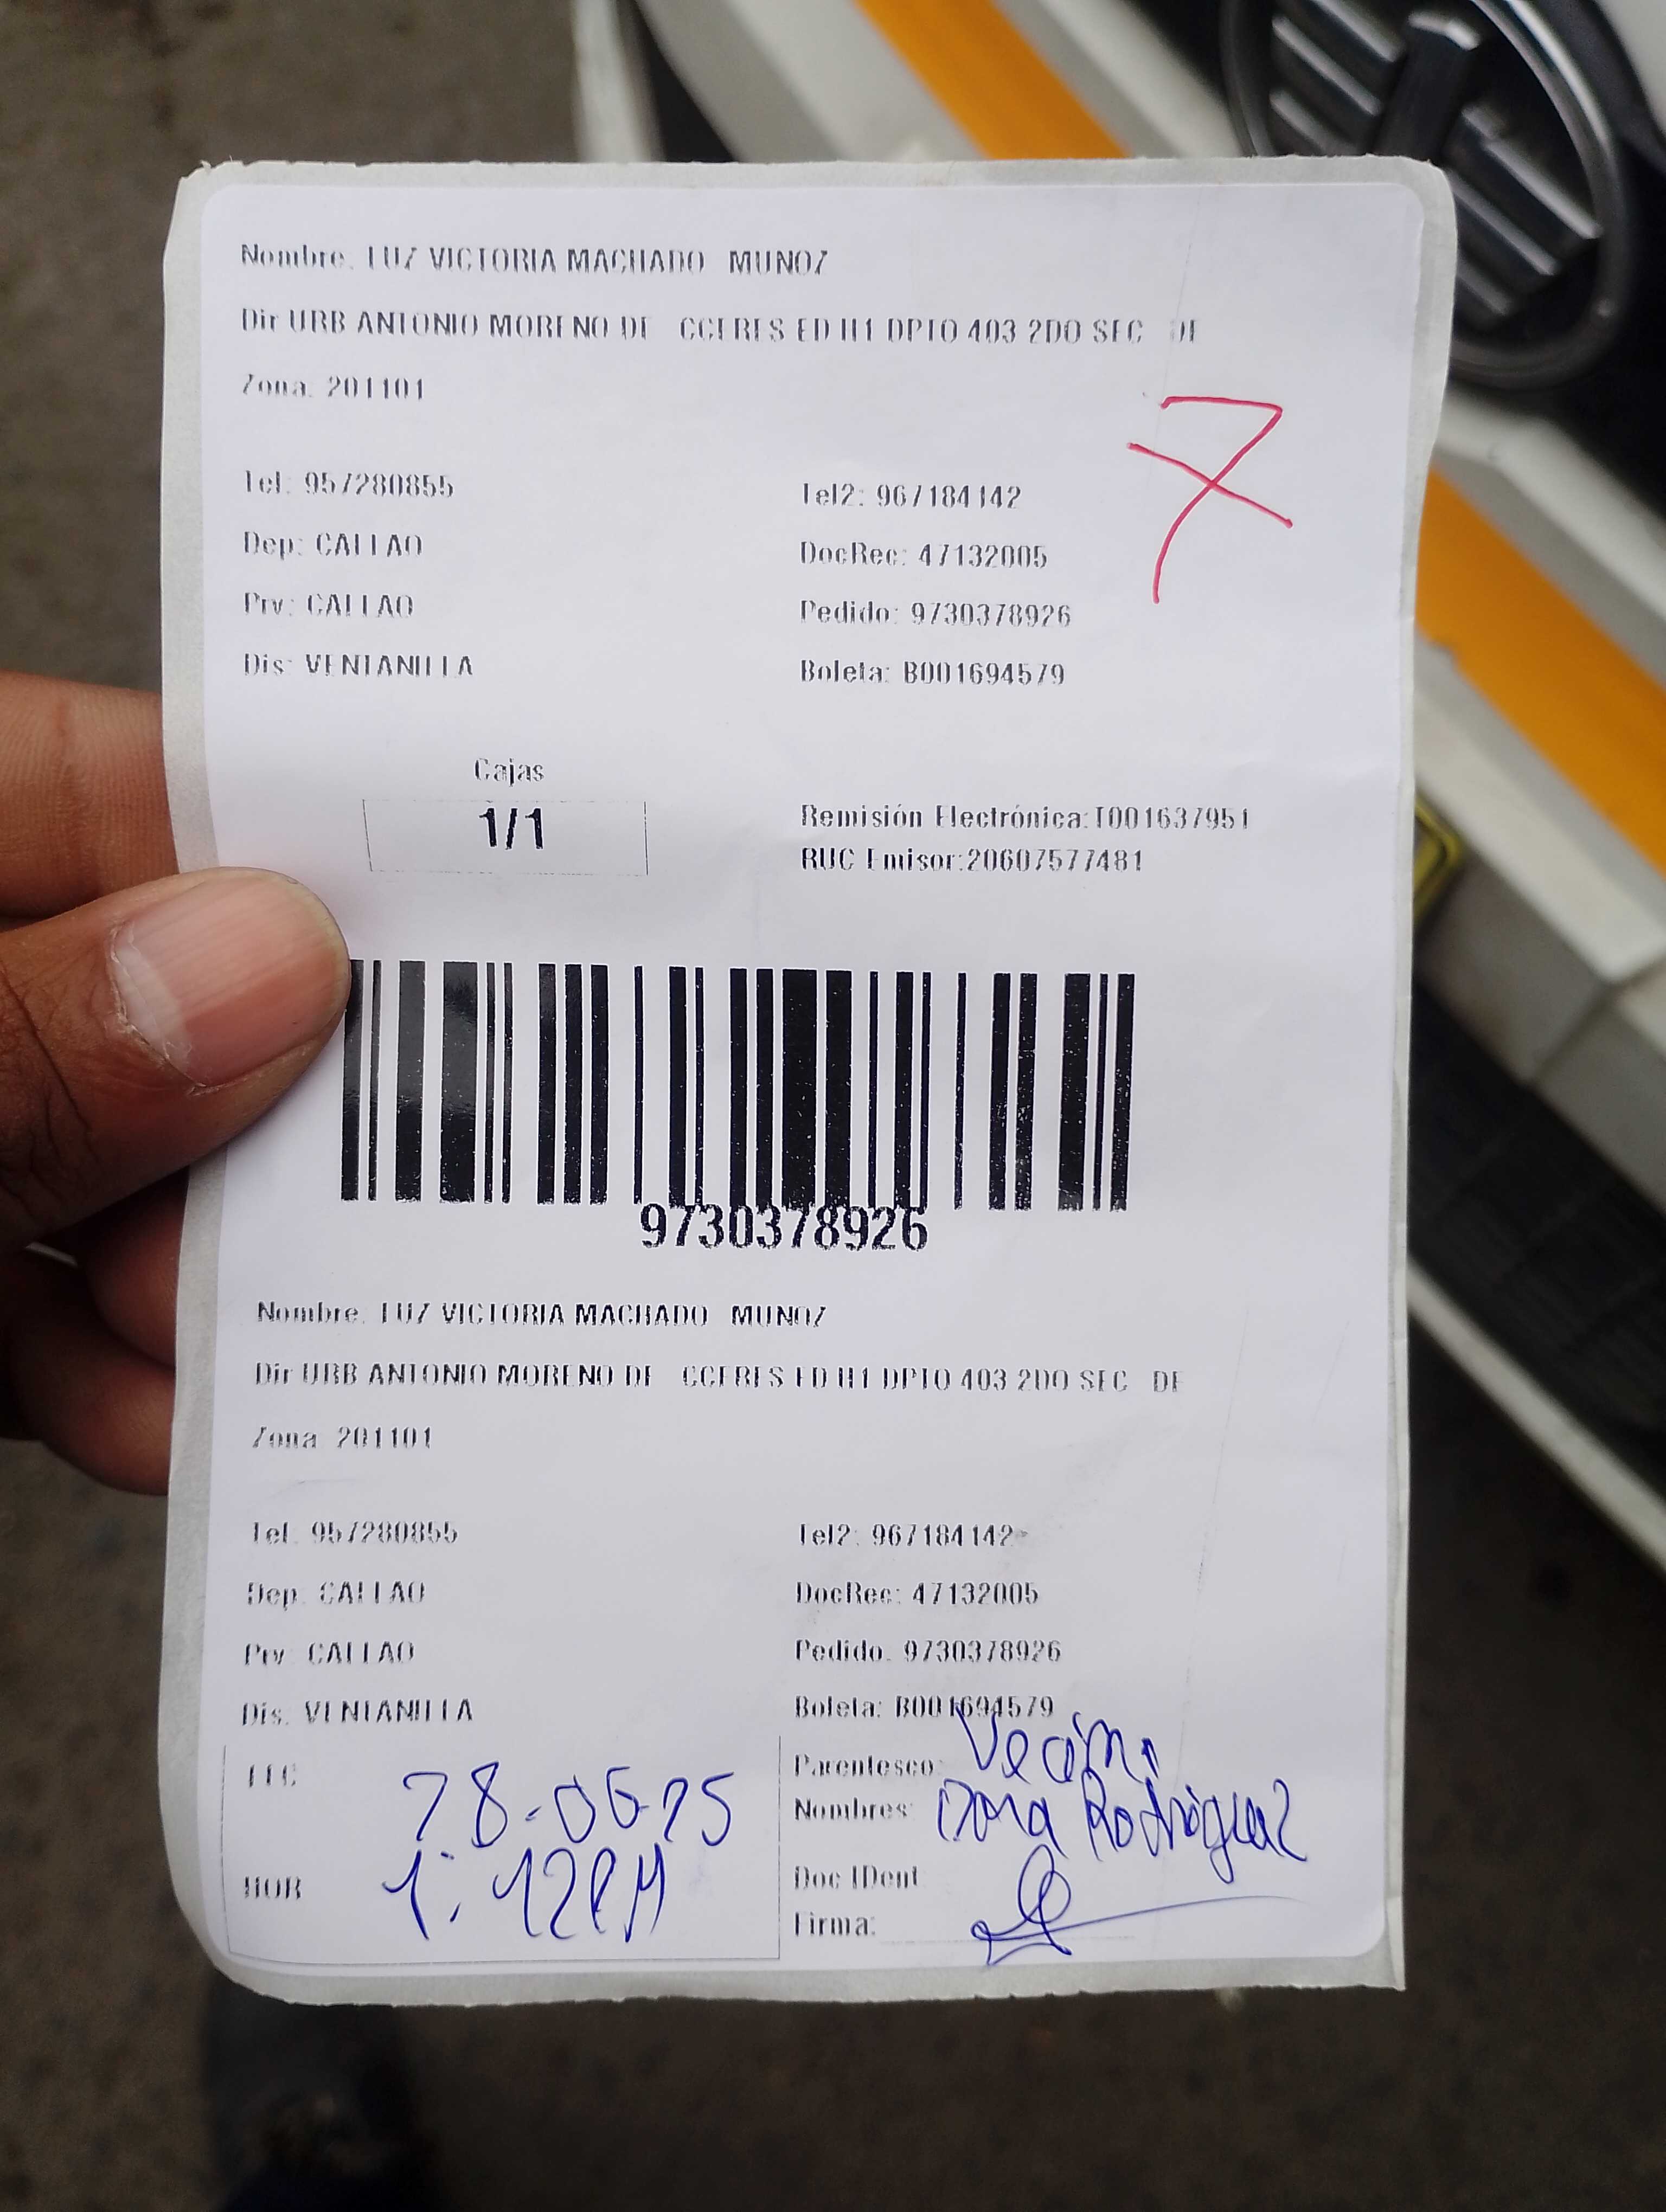 Nombre: LUZ VICTORIA MACHADO MUNOZ
Dir URB ANTONIO MORENO DE CCERES ED H1 DPTO 403 2DO SEC DE
Zona: 201101
7
Tel: 957280855
Tel2: 967184142
Dep: CALLAO
DocRec: 47132005
Prv: CALLAO
Pedido: 9730378926
Dis: VENTANILLA
Boleta: B001694579
Cajas
1/1
Remisión Electrónica:T001637951
RUC Emisor:20607577481
9730378926
Nombre: LUZ VICTORIA MACHADO MUNOZ
Dir URB ANTONIO MORENO DE CCERES ED H1 DPTO 403 2DO SEC DE
Zona: 201101
Tel: 957280855
Tel2: 967184142
Dep: CALLAO
DocRec: 47132005
Prv: CALLAO
Pedido: 9730378926
Dis: VENTANILLA
Boleta: B001694579
Parentesco: Vecina
28-06-25
Nombres: Dora Rodriguez
HOR 1:12PM
Doc IDent
Firma: